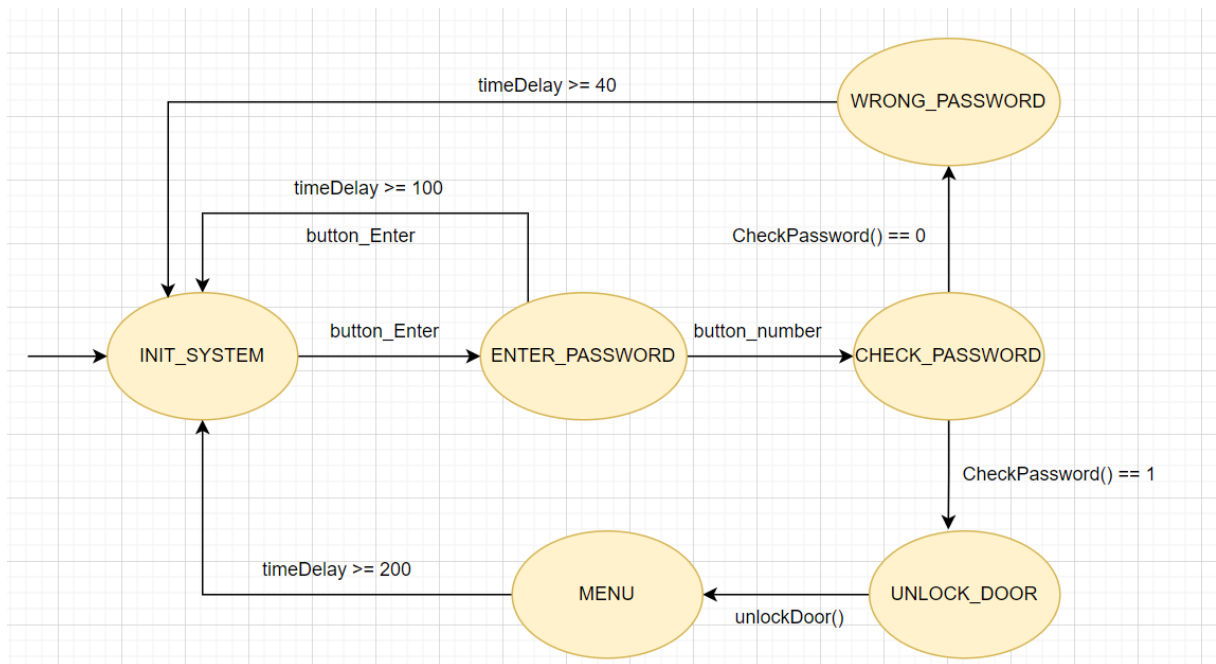 timeDelay >= 40
WRONG_PASSWORD
timeDelay >= 100
button_Enter
CheckPassword() == 0
INIT_SYSTEM
button_Enter
ENTER_PASSWORD
button_number
CHECK_PASSWORD
CheckPassword() == 1
timeDelay >= 200
MENU
unlockDoor()
UNLOCK_DOOR